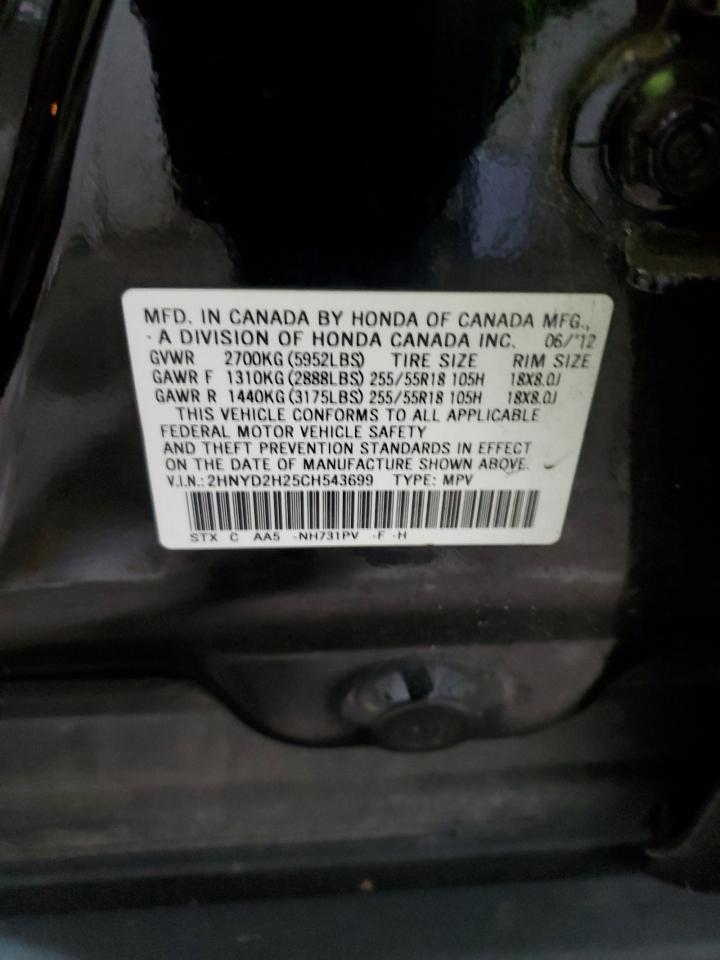 MFD. IN CANADA BY HONDA OF CANADA MFG.,
A DIVISION OF HONDA CANADA INC. 06/'12
GVWR 2700KG (5952LBS) TIRE SIZE RIM SIZE
GAWR F 1310KG (2888LBS) 255/55R18 105H 18X8.0J
GAWR R 1440KG (3175LBS) 255/55R18 105H 18X8.0J
THIS VEHICLE CONFORMS TO ALL APPLICABLE
FEDERAL MOTOR VEHICLE SAFETY
AND THEFT PREVENTION STANDARDS IN EFFECT
ON THE DATE OF MANUFACTURE SHOWN ABOVE.
V.I.N.: 2HNYD2H25CH543699 TYPE: MPV
STX C AA5 -NH731PV -F -H